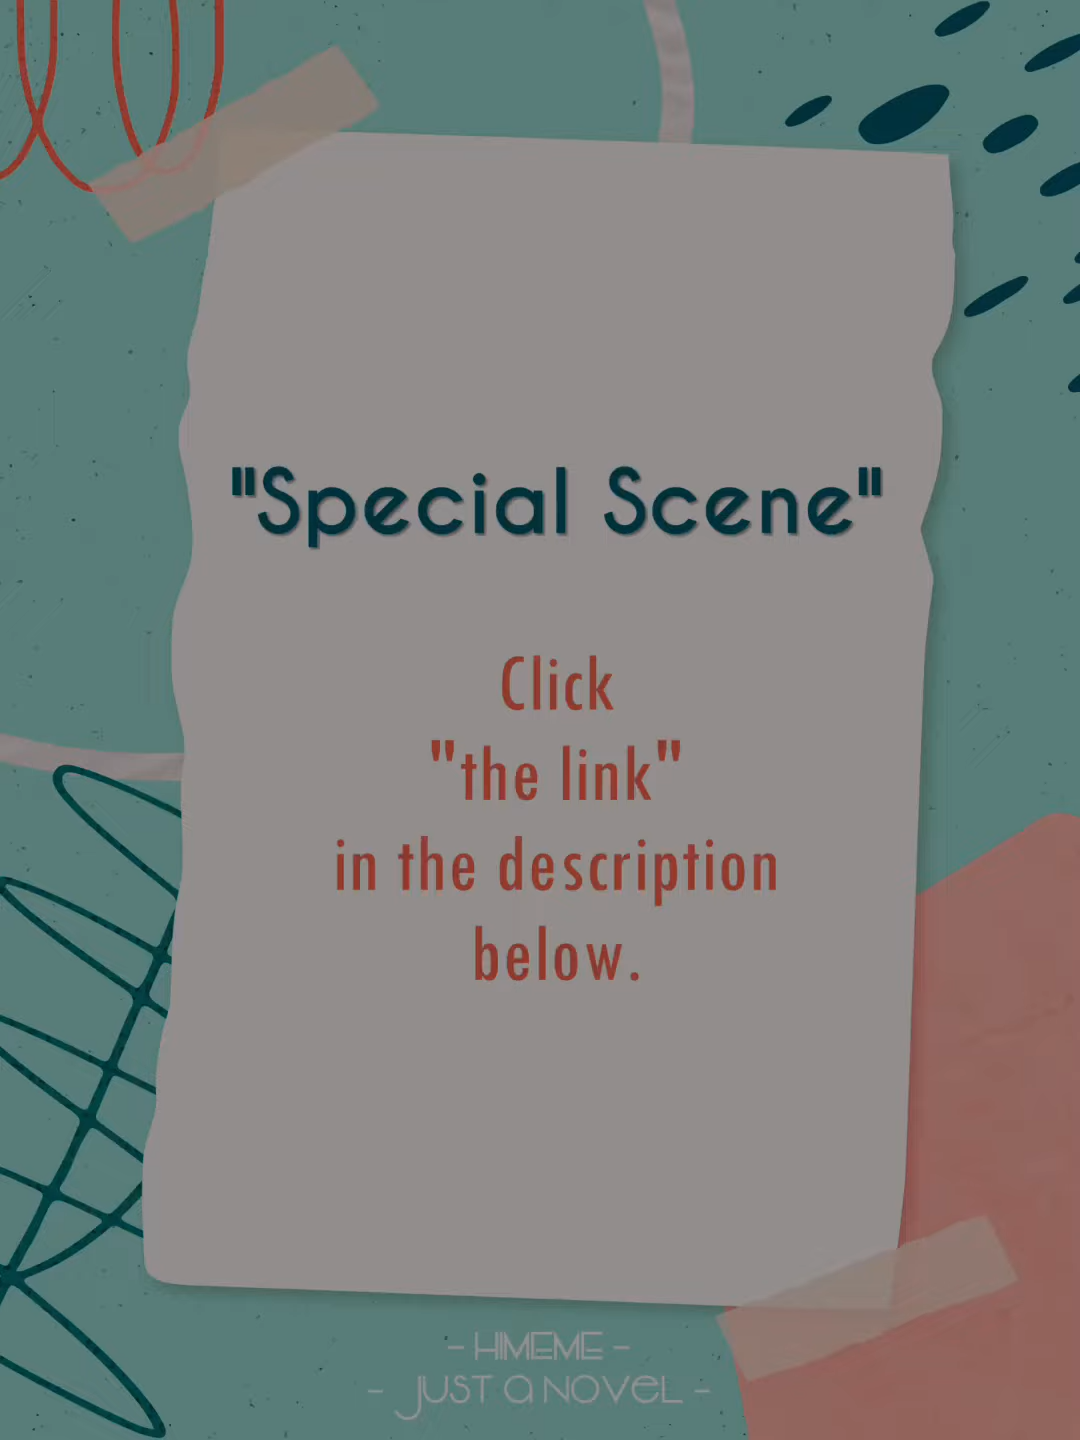 "Special Scene"
Click
"the link"
in the description
below.
- HIMEME -
- JUST A NOVEL -